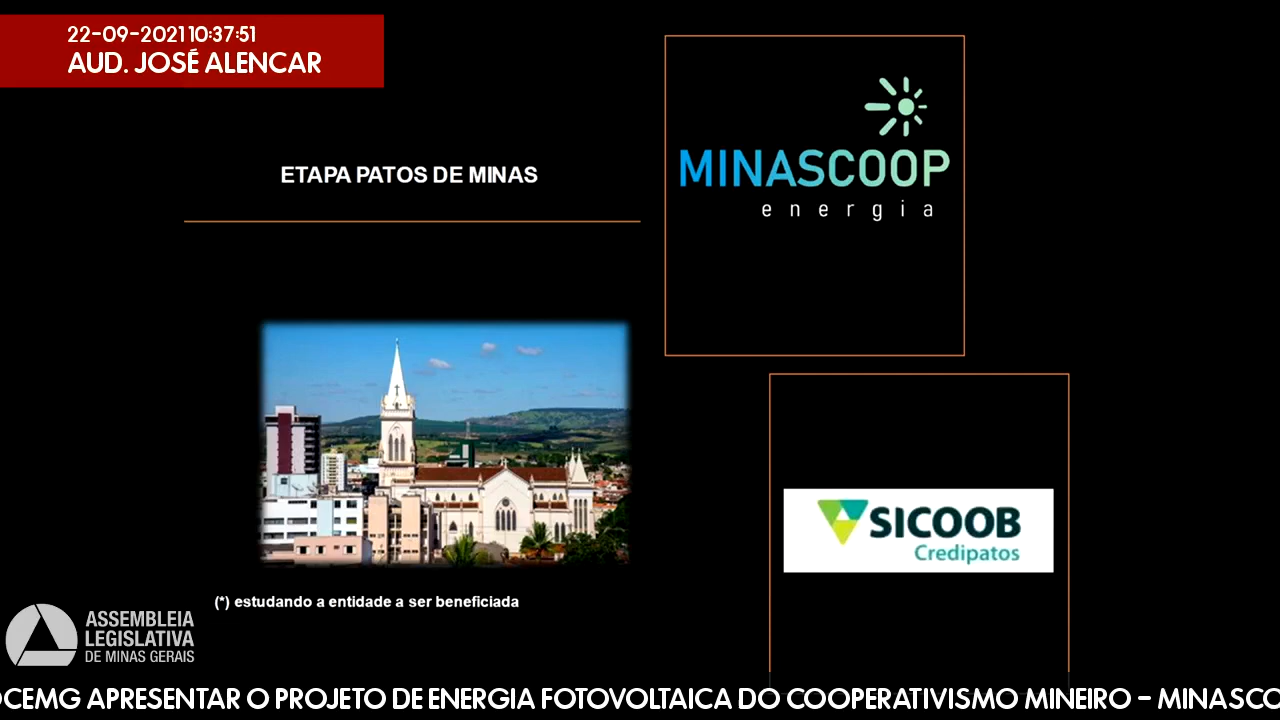 22-09-2021 10:37:51
AUD. JOSÉ ALENCAR
ETAPA PATOS DE MINAS
MINASCOOP
energia
SICOOB
Credipatos
(*) estudando a entidade a ser beneficiada
ASSEMBLEIA
LEGISLATIVA
DE MINAS GERAIS
OCEMG APRESENTAR O PROJETO DE ENERGIA FOTOVOLTAICA DO COOPERATIVISMO MINEIRO - MINASCO